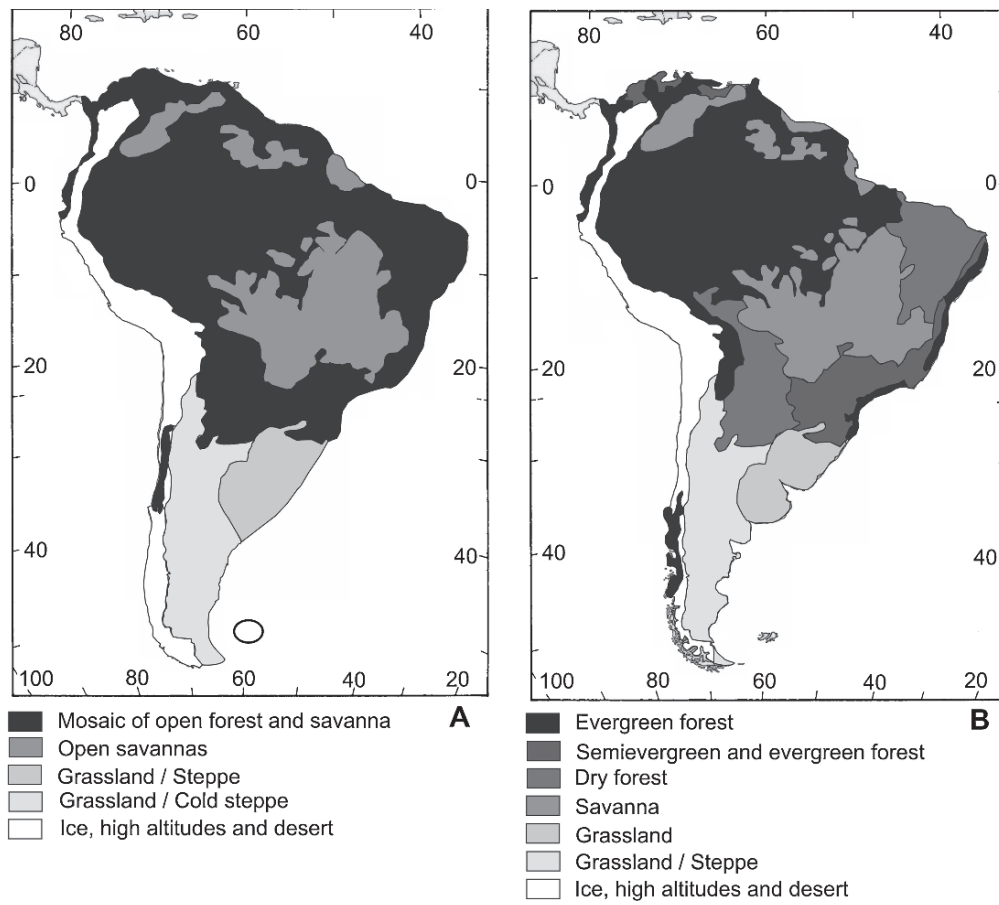 80 60 40
0 0
20 20
40 40
100 80 60 40 20
A
Mosaic of open forest and savanna
Open savannas
Grassland / Steppe
Grassland / Cold steppe
Ice, high altitudes and desert
80 60 40
0 0
20 20
40 40
100 80 60 40 20
B
Evergreen forest
Semievergreen and evergreen forest
Dry forest
Savanna
Grassland
Grassland / Steppe
Ice, high altitudes and desert